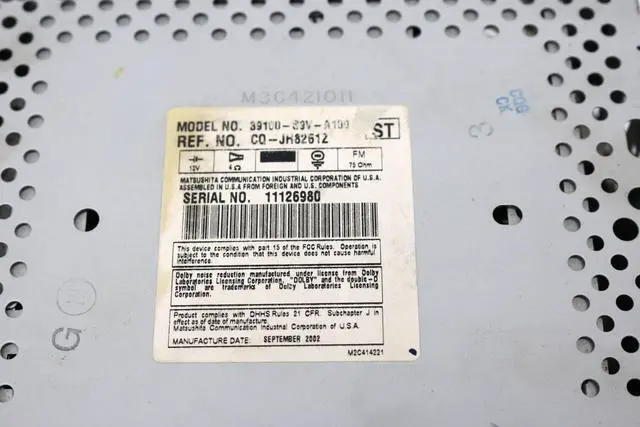 M3C421011
MODEL NO. 39100-S9V-A100
REF. NO. CQ-JH8261Z
ST
12V
4Ω
FM
75 Ohm
MATSUSHITA COMMUNICATION INDUSTRIAL CORPORATION OF U.S.A.
ASSEMBLED IN U.S.A FROM FOREIGN AND U.S. COMPONENTS
SERIAL NO. 11126980
This device complies with part 15 of the FCC Rules. Operation is
subject to the condition that this device does not cause harmful
interference.
Dolby noise reduction manufactured under license from Dolby
Laboratories Licensing Corporation, "DOLBY" and the double-D
symbol are trademarks of Dolby Laboratories Licensing
Corporation.
Product complies with DHHS Rules 21 CFR. Subchapter J in
effect as of date of manufacture.
Matsushita Communication Industrial Corporation of U.S.A.
MANUFACTURE DATE: SEPTEMBER 2002
M2C414221
3
G